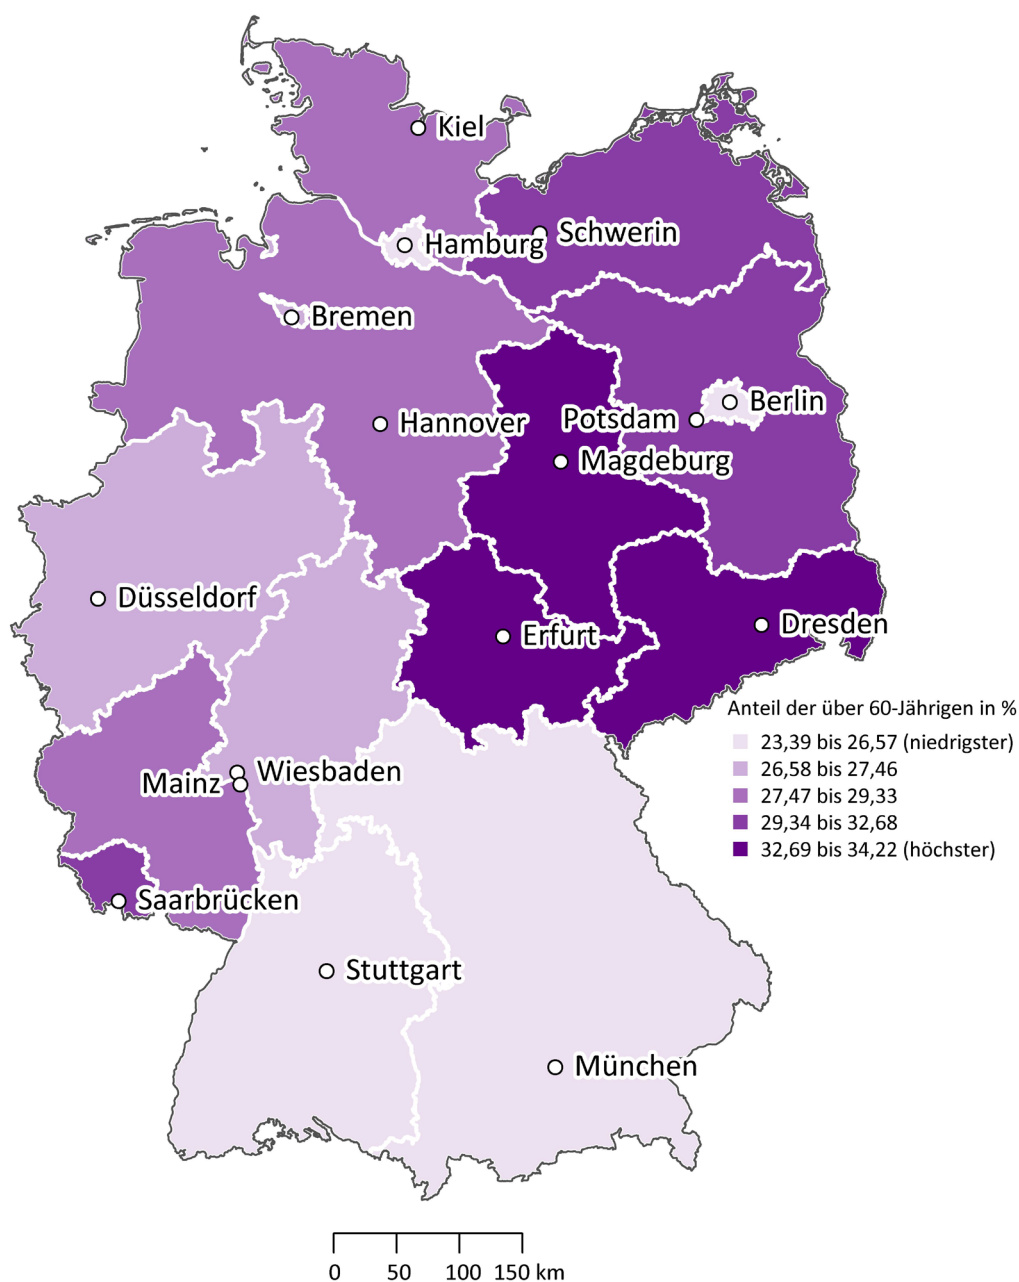 Kiel
Schwerin
Hamburg
Bremen
Berlin
Potsdam
Hannover
Magdeburg
Düsseldorf
Dresden
Erfurt
Anteil der über 60-Jährigen in %
23,39 bis 26,57 (niedrigster)
26,58 bis 27,46
27,47 bis 29,33
29,34 bis 32,68
32,69 bis 34,22 (höchster)
Wiesbaden
Mainz
Saarbrücken
Stuttgart
München
0 50 100 150 km